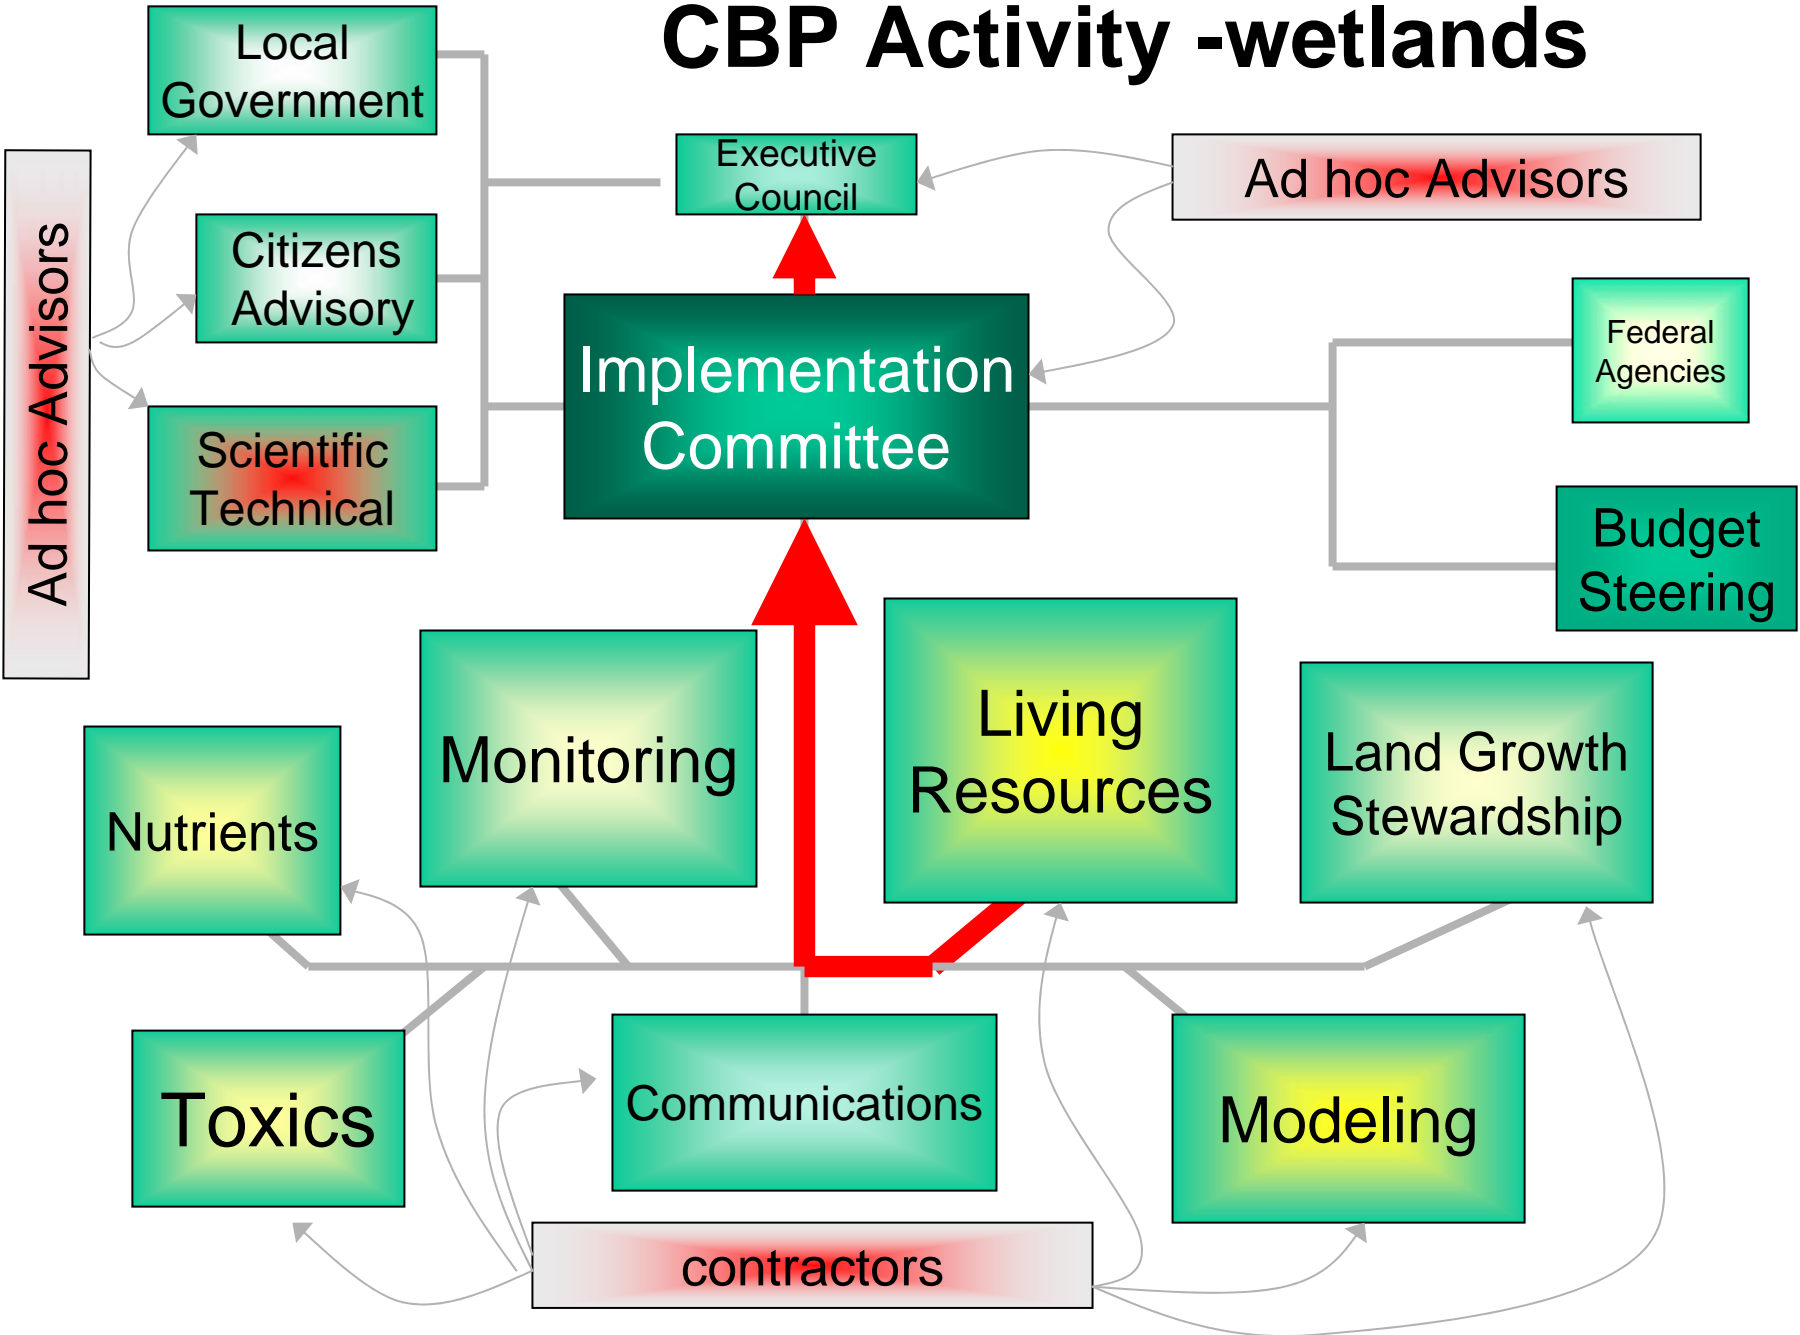 CBP Activity -wetlands
Local
Government
Executive
Council
Ad hoc Advisors
Ad hoc Advisors
Citizens
Advisory
Implementation
Committee
Federal
Agencies
Scientific
Technical
Budget
Steering
Monitoring
Living
Resources
Land Growth
Stewardship
Nutrients
Toxics
Communications
Modeling
contractors